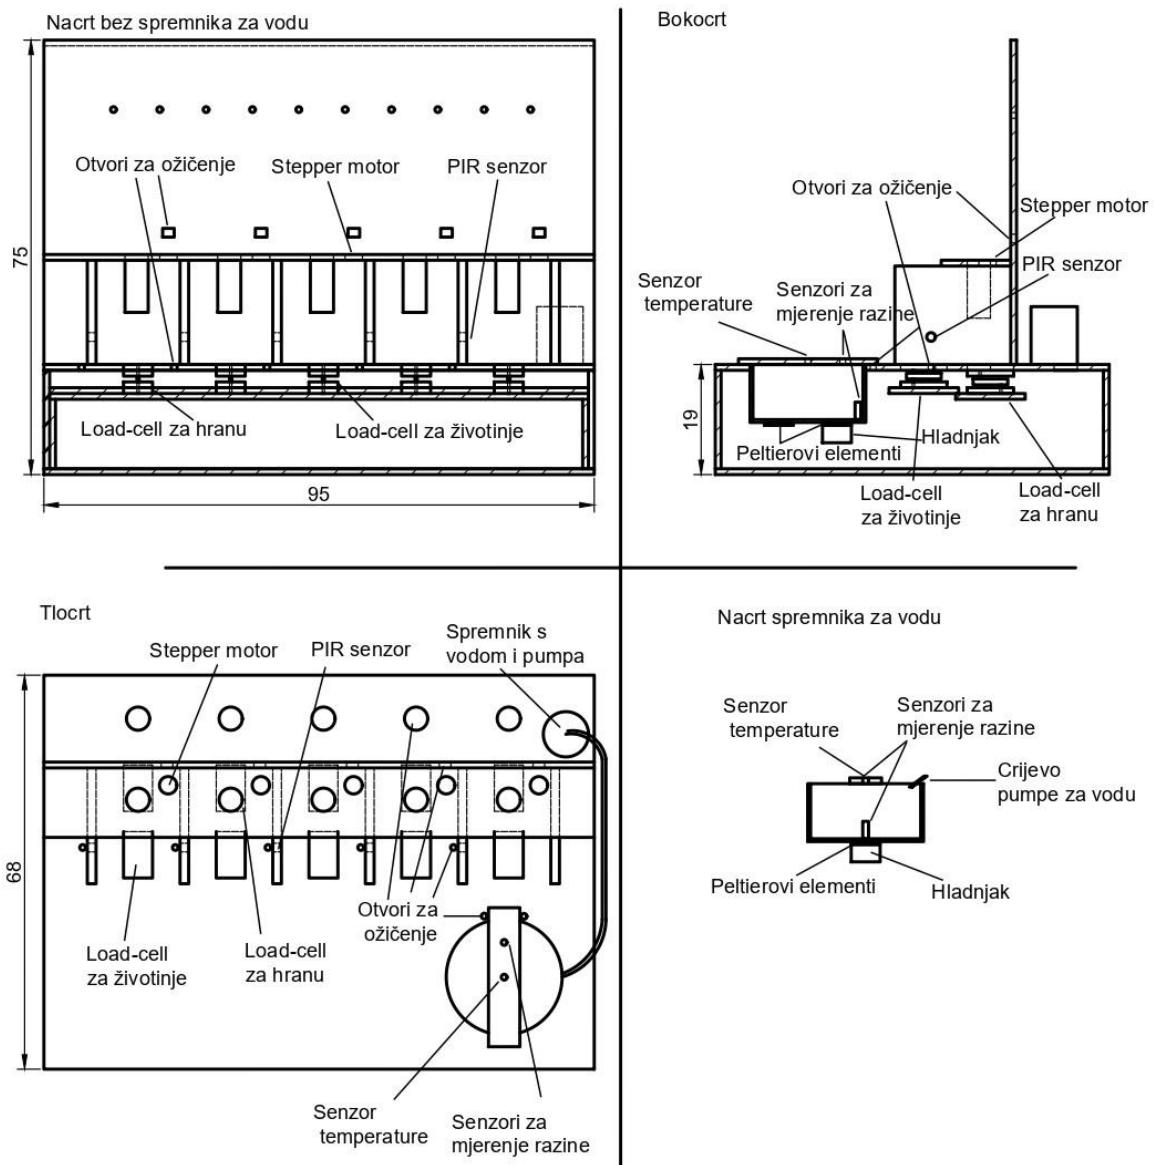 Nacrt bez spremnika za vodu
75
Otvori za ožičenje
Stepper motor
PIR senzor
Load-cell za hranu
Load-cell za životinje
95
Bokocrt
Otvori za ožičenje
Stepper motor
PIR senzor
Senzor
temperature
Senzori za
mjerenje razine
19
Peltierovi elementi
Hladnjak
Load-cell
za životinje
Load-cell
za hranu
Tlocrt
Stepper motor
PIR senzor
Spremnik s
vodom i pumpa
68
Load-cell
za životinje
Load-cell
za hranu
Otvori za
ožičenje
Senzor
temperature
Senzori za
mjerenje razine
Nacrt spremnika za vodu
Senzor
temperature
Senzori za
mjerenje razine
Crijevo
pumpe za vodu
Peltierovi elementi
Hladnjak